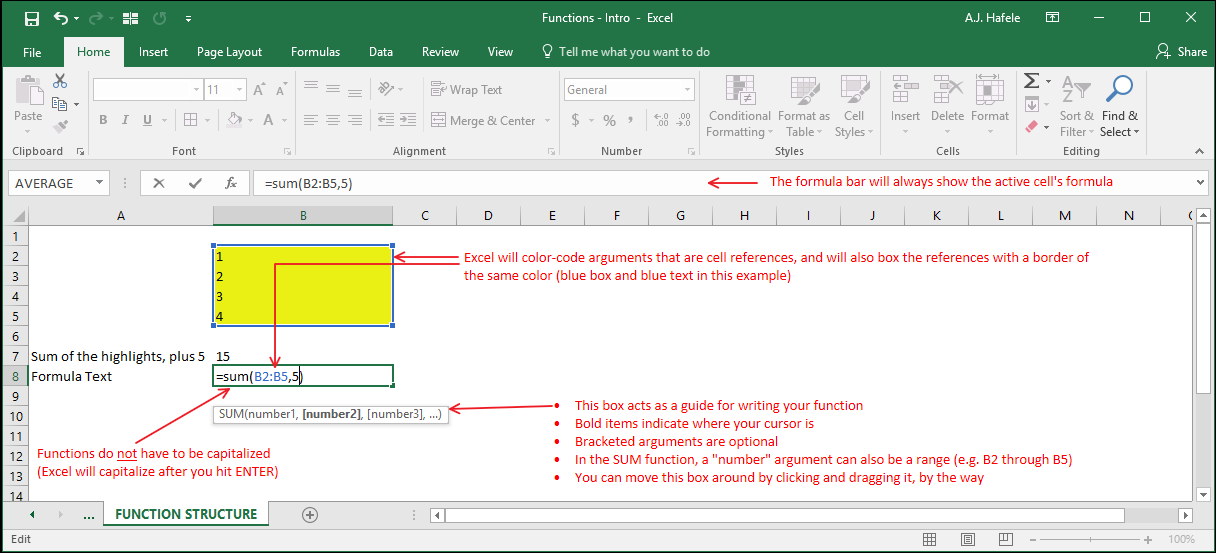 Functions - Intro - Excel
A.J. Hafele
File Home Insert Page Layout Formulas Data Review View Tell me what you want to do Share
Paste
Clipboard
11 A A
B I U A
Font
Wrap Text
Merge & Center
Alignment
General
$ % , .0 .00
Number
Conditional Formatting
Format as Table
Cell Styles
Styles
Insert Delete Format
Cells
Σ
Sort & Filter
Find & Select
Editing
AVERAGE fx =sum(B2:B5,5) The formula bar will always show the active cell's formula
A B C D E F G H I J K L M N
1
2 1 Excel will color-code arguments that are cell references, and will also box the references with a border of
3 2 the same color (blue box and blue text in this example)
4 3
5 4
6
7 Sum of the highlights, plus 5 15
8 Formula Text =sum(B2:B5,5)
9
10 SUM(number1, [number2], [number3], ...)
• This box acts as a guide for writing your function
11 • Bold items indicate where your cursor is
• Bracketed arguments are optional
12 Functions do not have to be capitalized
(Excel will capitalize after you hit ENTER)
• In the SUM function, a "number" argument can also be a range (e.g. B2 through B5)
13 • You can move this box around by clicking and dragging it, by the way
14
... FUNCTION STRUCTURE
Edit 100%